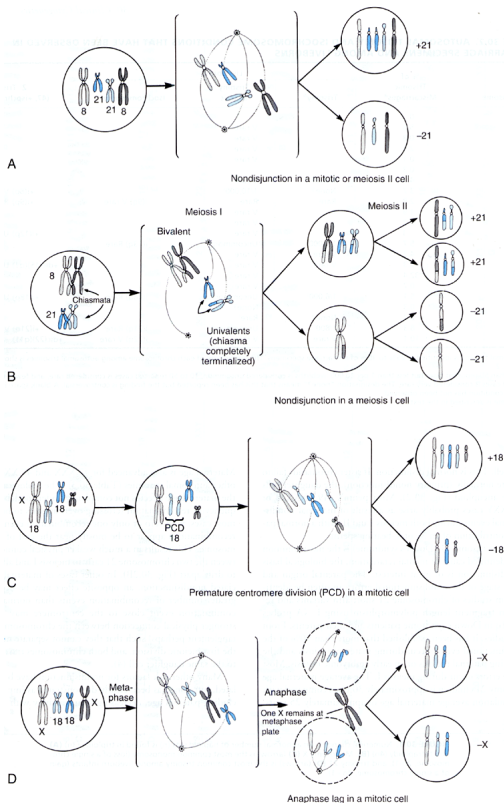 8
21
21
8
+21
−21
A
Nondisjunction in a mitotic or meiosis II cell
Meiosis I
Meiosis II
Bivalent
8
Chiasmata
21
Univalents
(chiasma
completely
terminalized)
+21
+21
−21
−21
B
Nondisjunction in a meiosis I cell
X
18
18
Y
PCD
18
+18
−18
C
Premature centromere division (PCD) in a mitotic cell
Meta-
phase
Anaphase
One X remains at
metaphase
plate
X
18 18
X
−X
−X
D
Anaphase lag in a mitotic cell